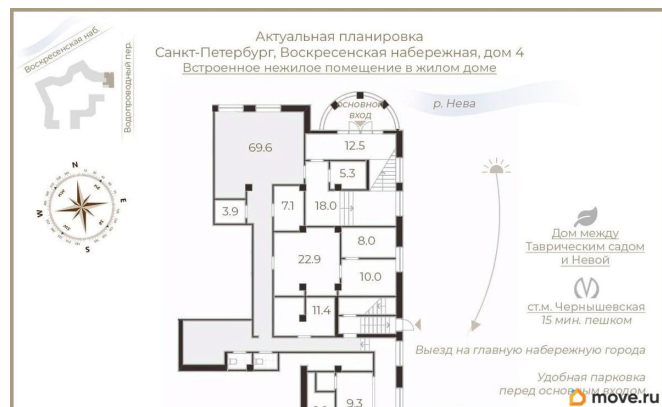 Актуальная планировка
Санкт-Петербург, Воскресенская набережная, дом 4
Встроенное нежилое помещение в жилом доме
Воскресенская наб.
Водопроводный пер.
основной
вход
р. Нева
12.5
69.6
5.3
3.9
7.1
18.0
8.0
22.9
10.0
11.4
9.3
N
W
E
S
Дом между
Таврическим садом
и Невой
ст.м. Чернышевская
15 мин. пешком
Выезд на главную набережную города
Удобная парковка
перед основным входом
move.ru